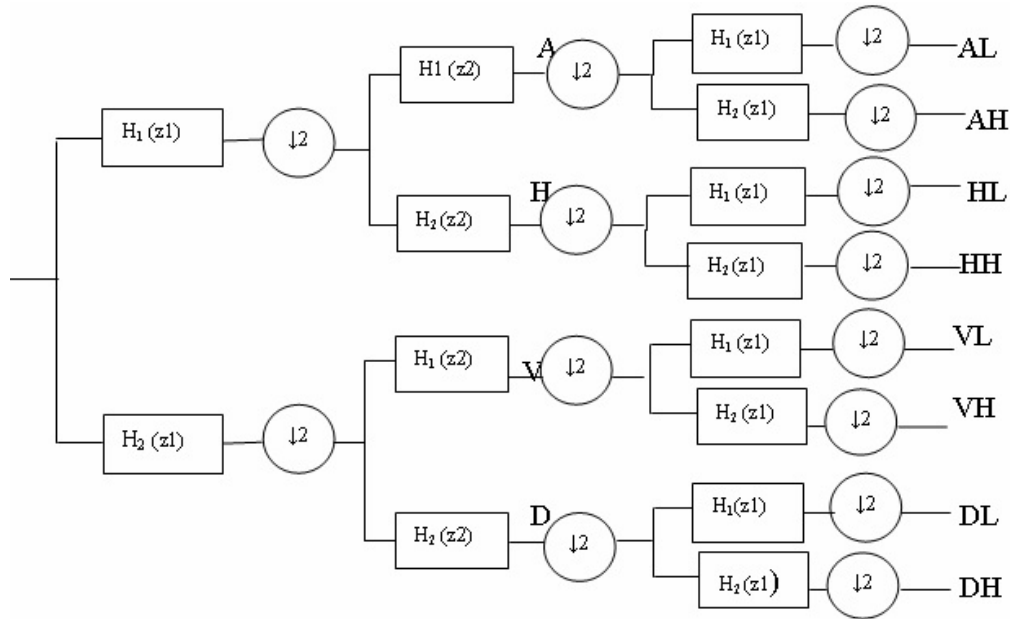 H₁ (z1)
↓2
H1 (z2)
A
↓2
H₁ (z1)
↓2
AL
H₂ (z1)
↓2
AH
H₂ (z2)
H
↓2
H₁ (z1)
↓2
HL
H₂ (z1)
↓2
HH
H₂ (z1)
↓2
H₁ (z2)
V
↓2
H₁ (z1)
↓2
VL
H₂ (z1)
↓2
VH
H₂ (z2)
D
↓2
H₁(z1)
↓2
DL
H₂ (z1)
↓2
DH